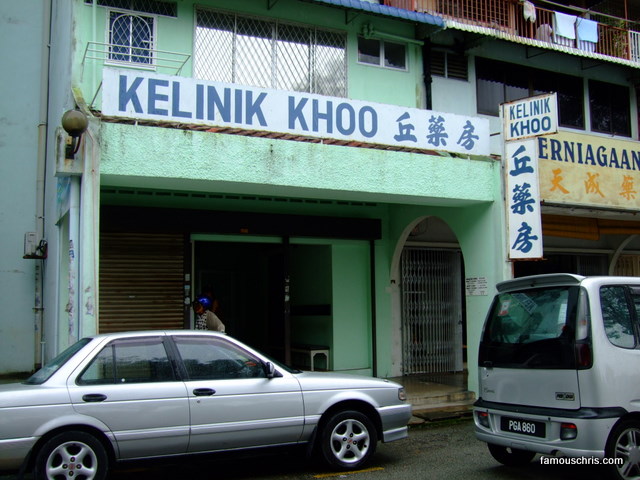 KELINIK KHOO 丘藥房
KELINIK
KHOO
丘藥房
ERNIAGAAN
天成藥
PGA 860
famouschris.com